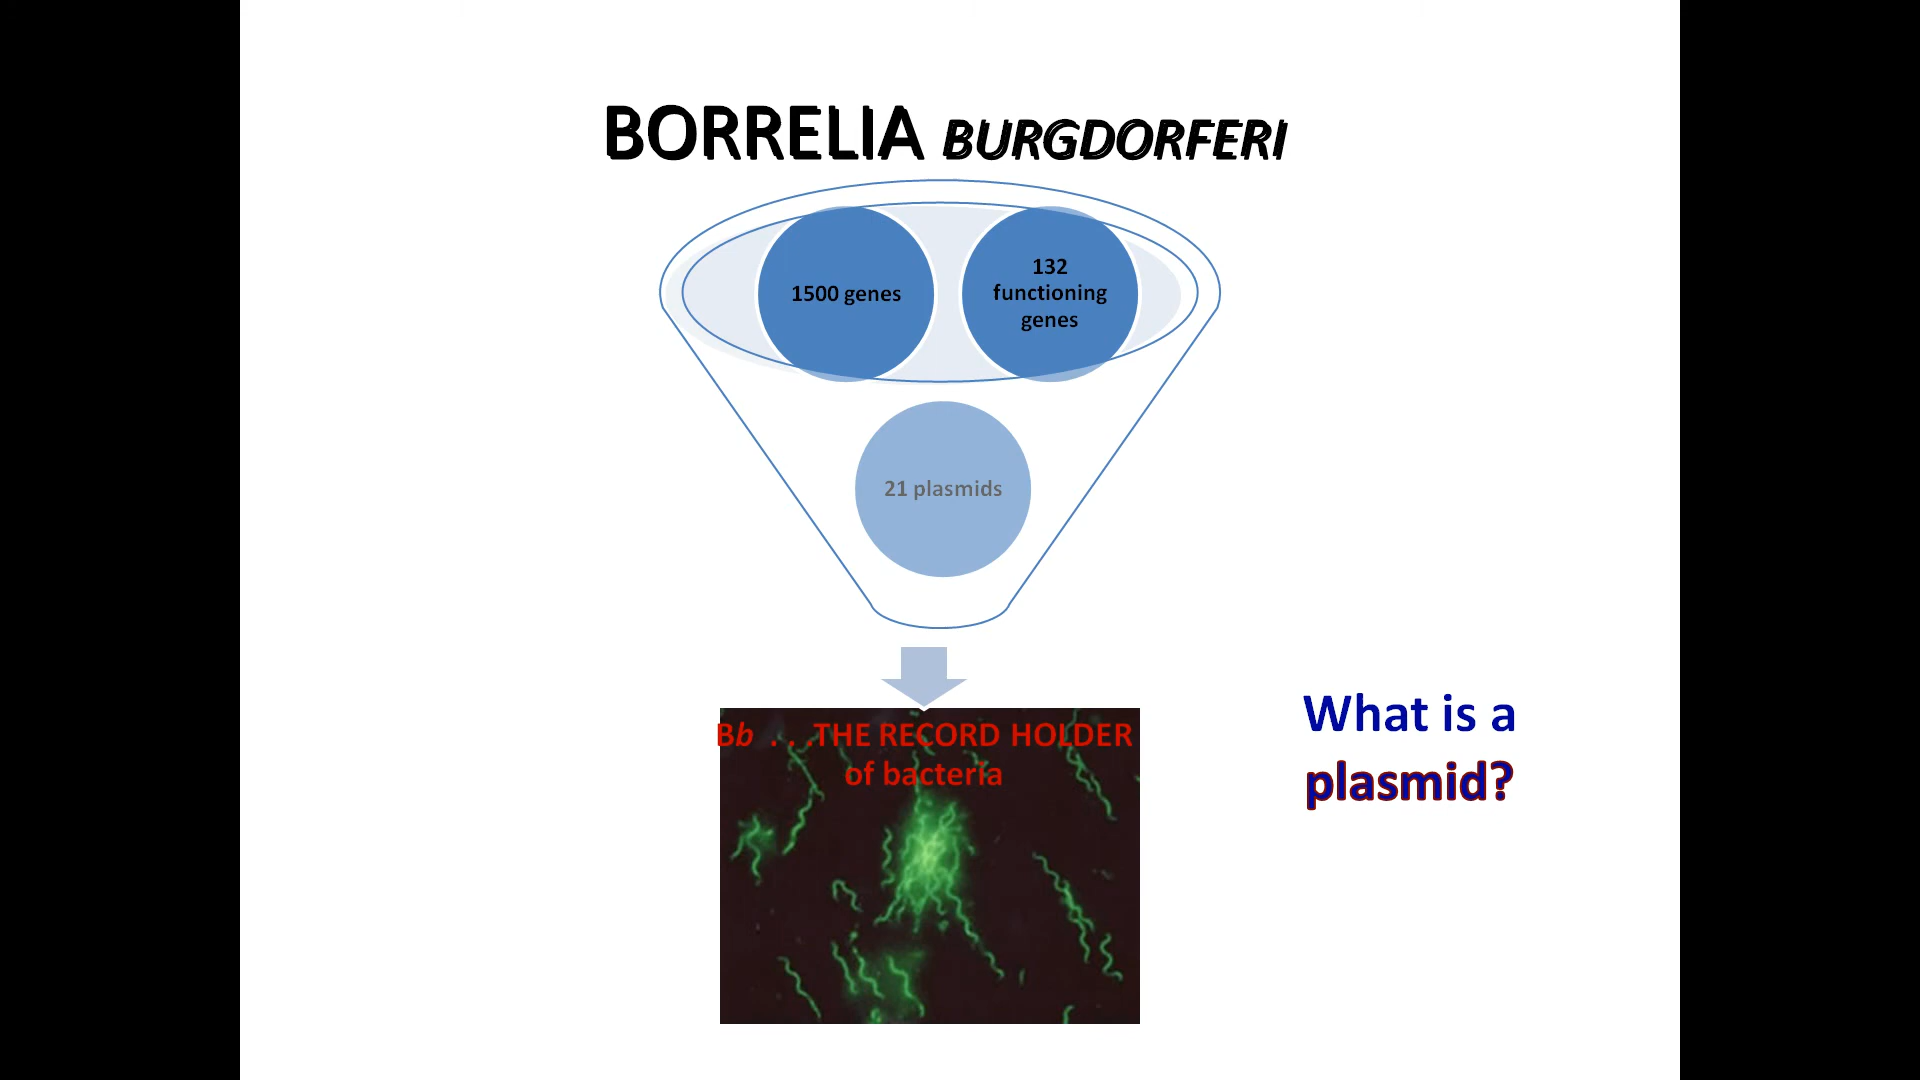 BORRELIA BURGDORFERI
1500 genes
132
functioning
genes
21 plasmids
Bb . . .THE RECORD HOLDER
of bacteria
What is a
plasmid?